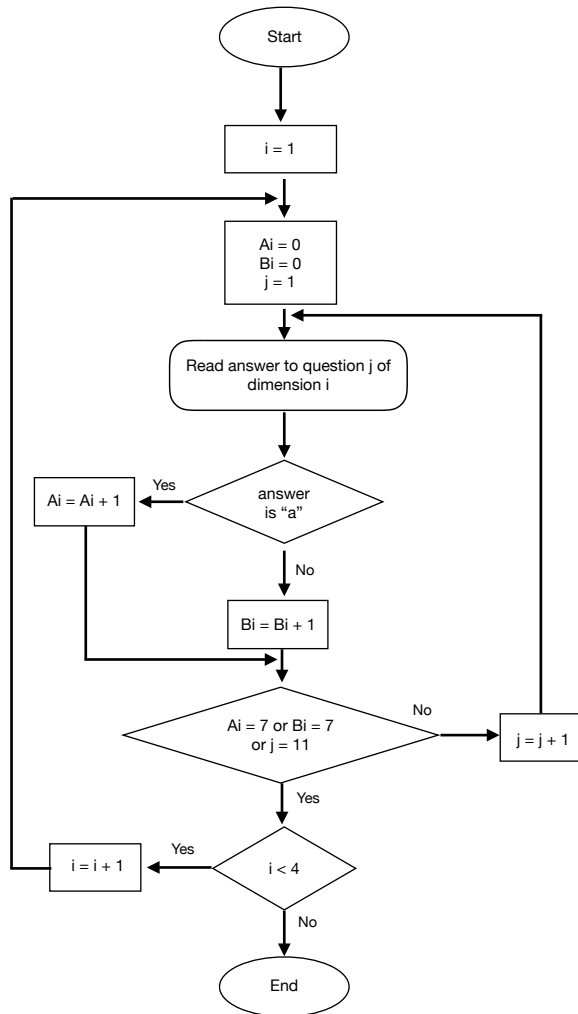 Start
i = 1
Ai = 0
Bi = 0
j = 1
Read answer to question j of
dimension i
Yes
Ai = Ai + 1
answer
is “a”
No
Bi = Bi + 1
Ai = 7 or Bi = 7
or j = 11
No
j = j + 1
Yes
Yes
i = i + 1
i < 4
No
End